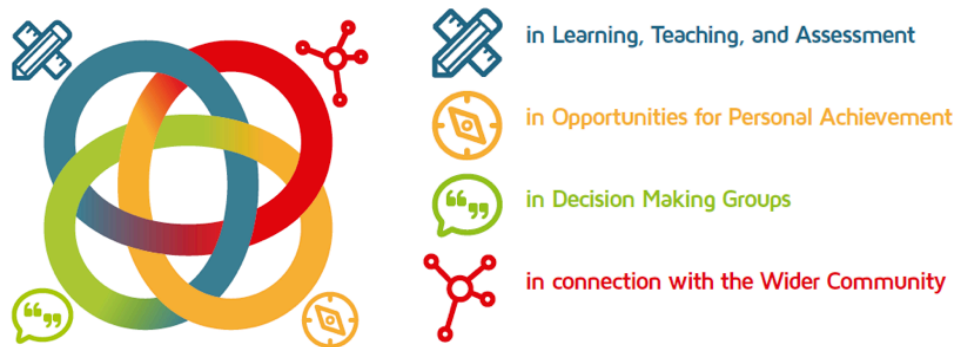 in Learning, Teaching, and Assessment
in Opportunities for Personal Achievement
in Decision Making Groups
in connection with the Wider Community